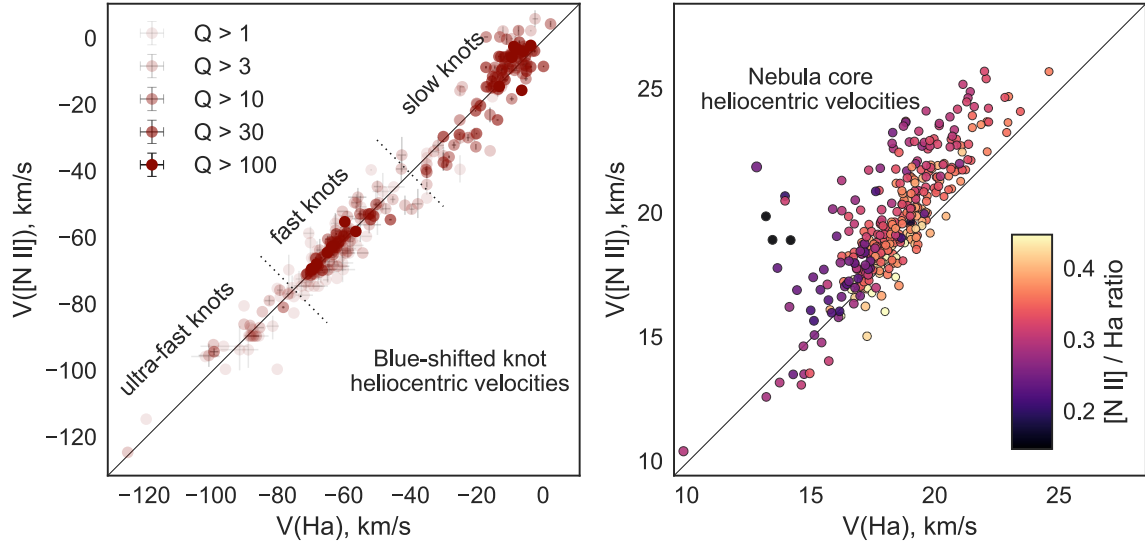 Q > 1
Q > 3
Q > 10
Q > 30
Q > 100
slow knots
fast knots
ultra-fast knots
Blue-shifted knot
heliocentric velocities
0
−20
−40
−60
−80
−100
−120
V([N II]), km/s
−120 −100 −80 −60 −40 −20 0
V(Ha), km/s
Nebula core
heliocentric velocities
25
20
15
10
V([N II]), km/s
10 15 20 25
V(Ha), km/s
0.4
0.3
0.2
[N II] / Ha ratio